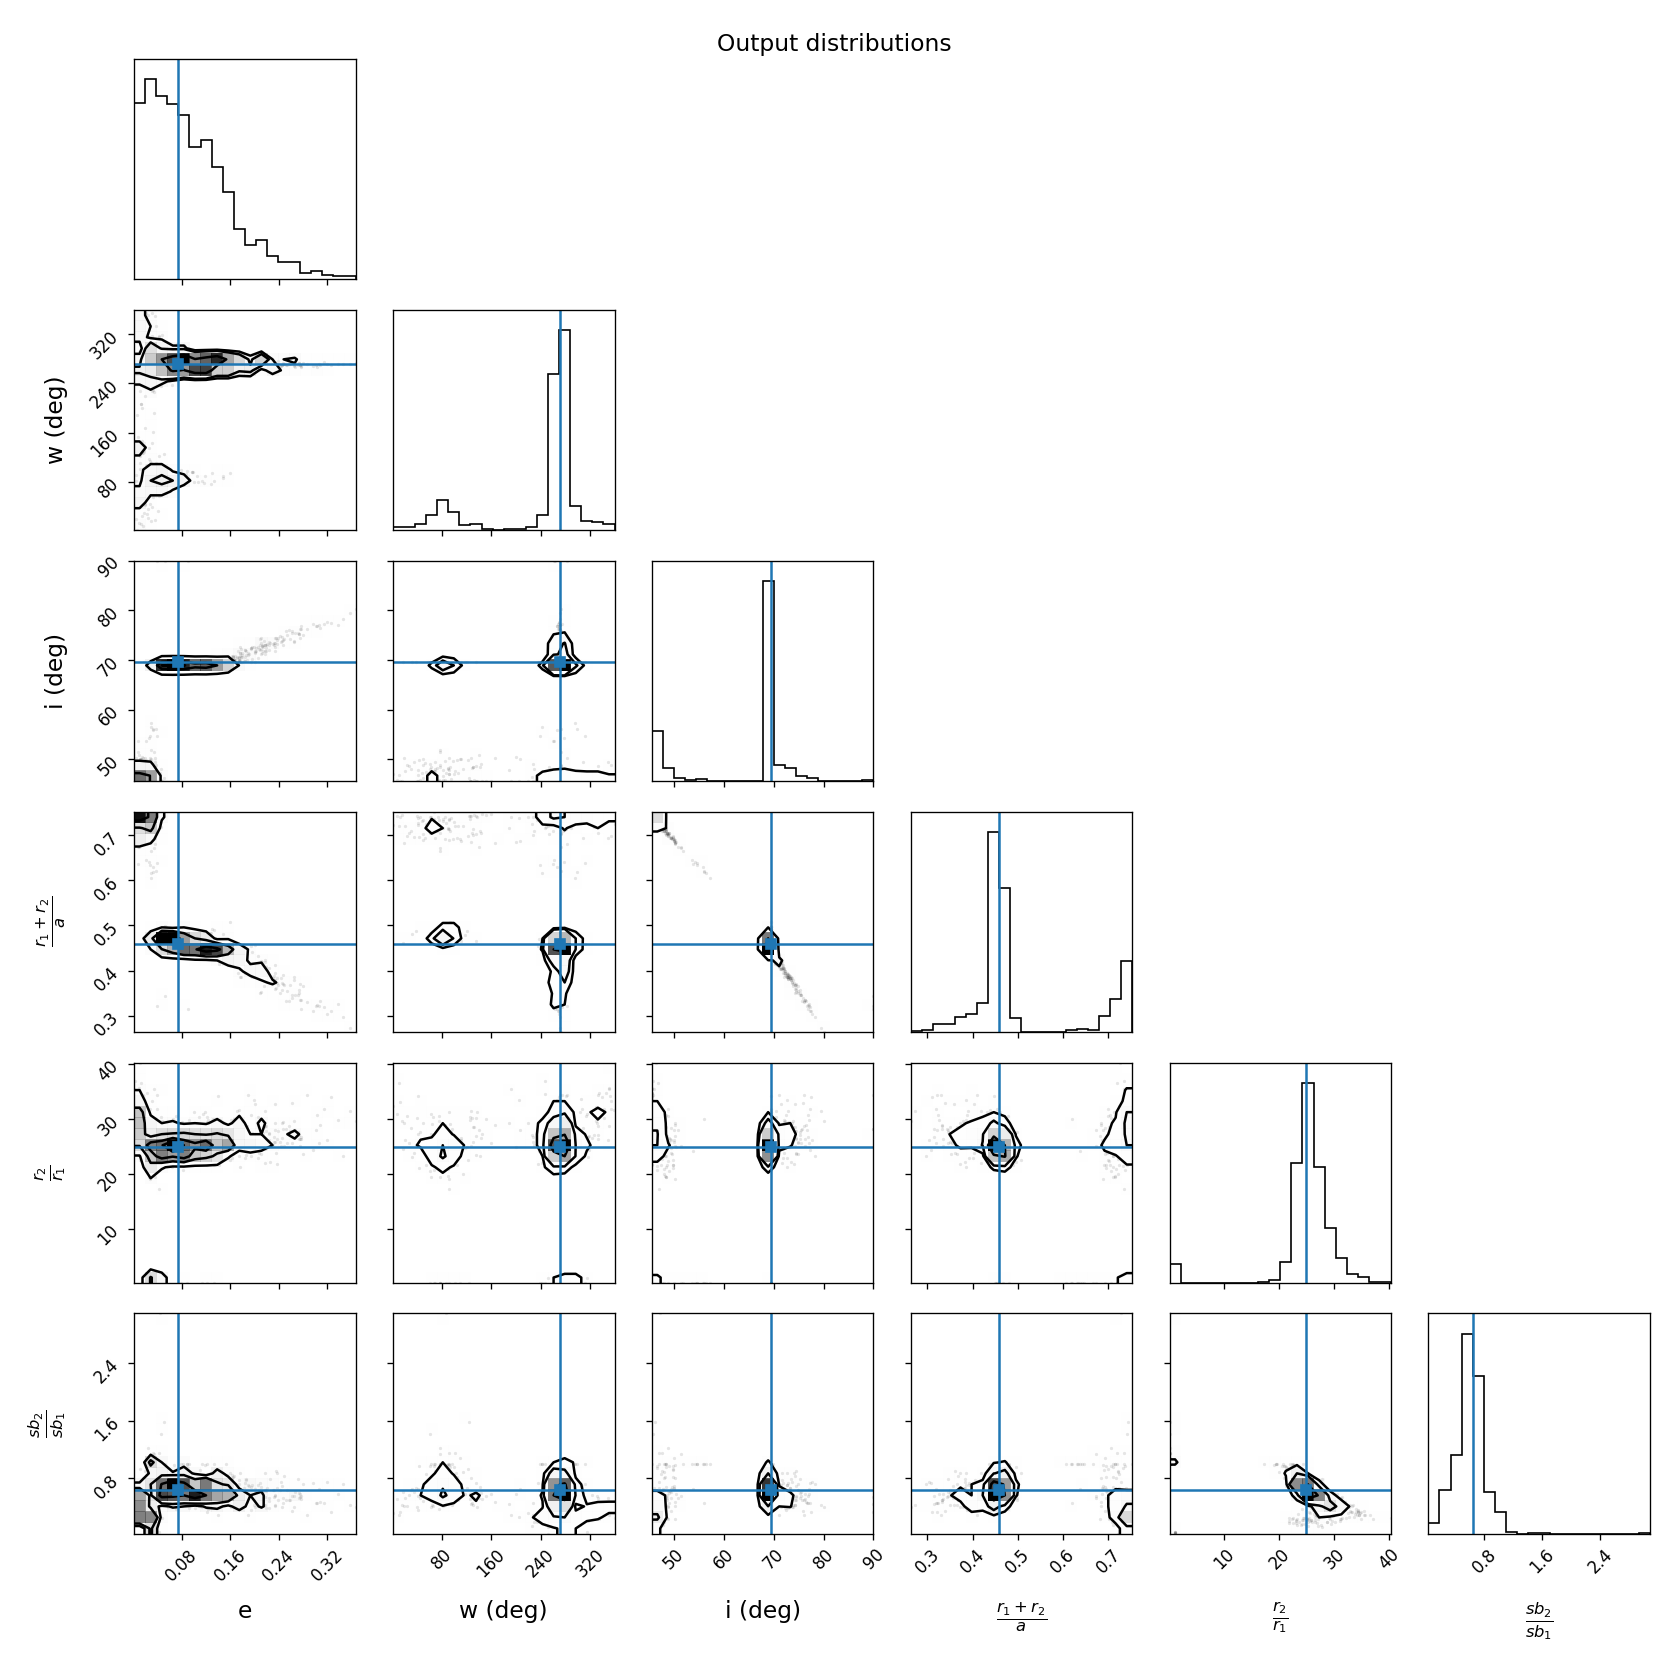 Output distributions
w (deg)
320
240
160
80
i (deg)
90
80
70
60
50
r1 + r2
a
0.7
0.6
0.5
0.4
0.3
r2
r1
40
30
20
10
sb2
sb1
2.4
1.6
0.8
0.08 0.16 0.24 0.32
80 160 240 320
50 60 70 80 90
0.3 0.4 0.5 0.6 0.7
10 20 30 40
0.8 1.6 2.4
e
w (deg)
i (deg)
r1 + r2
a
r2
r1
sb2
sb1